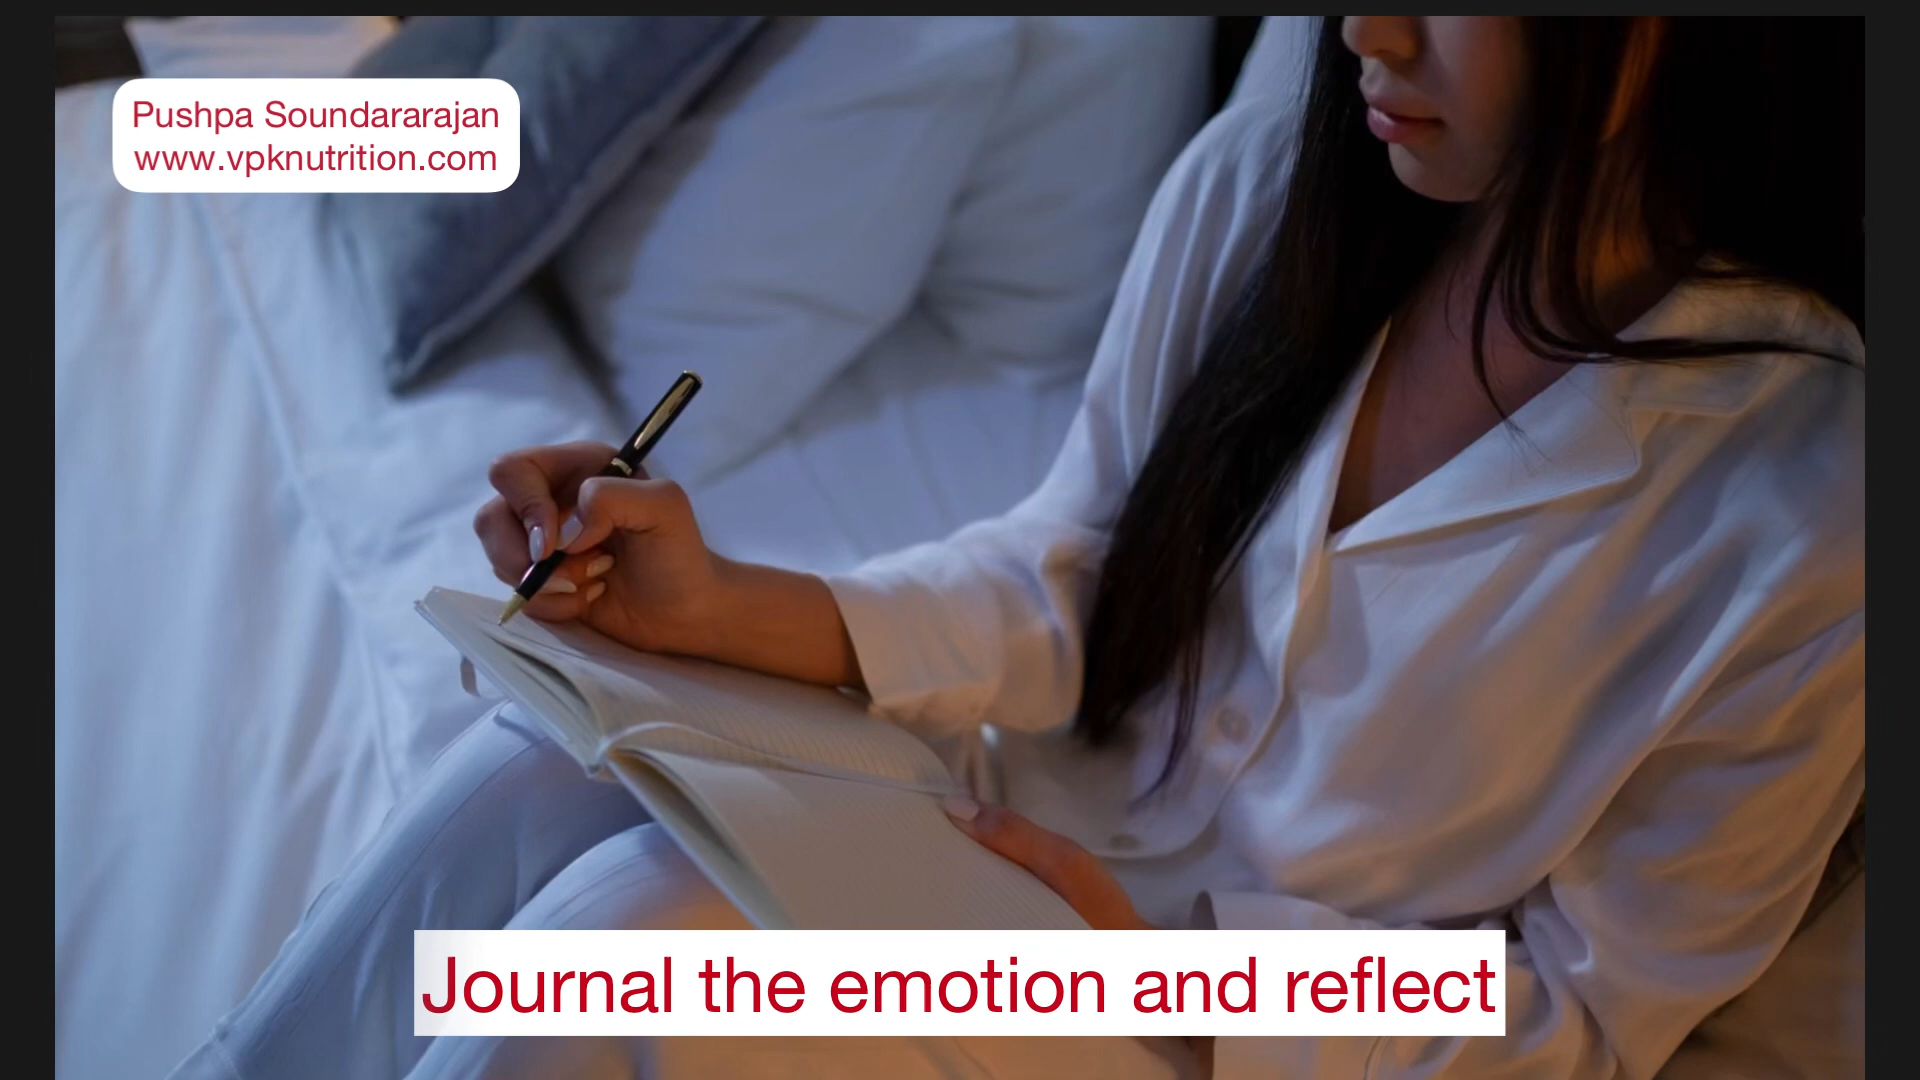 Pushpa Soundararajan
www.vpknutrition.com
Journal the emotion and reflect